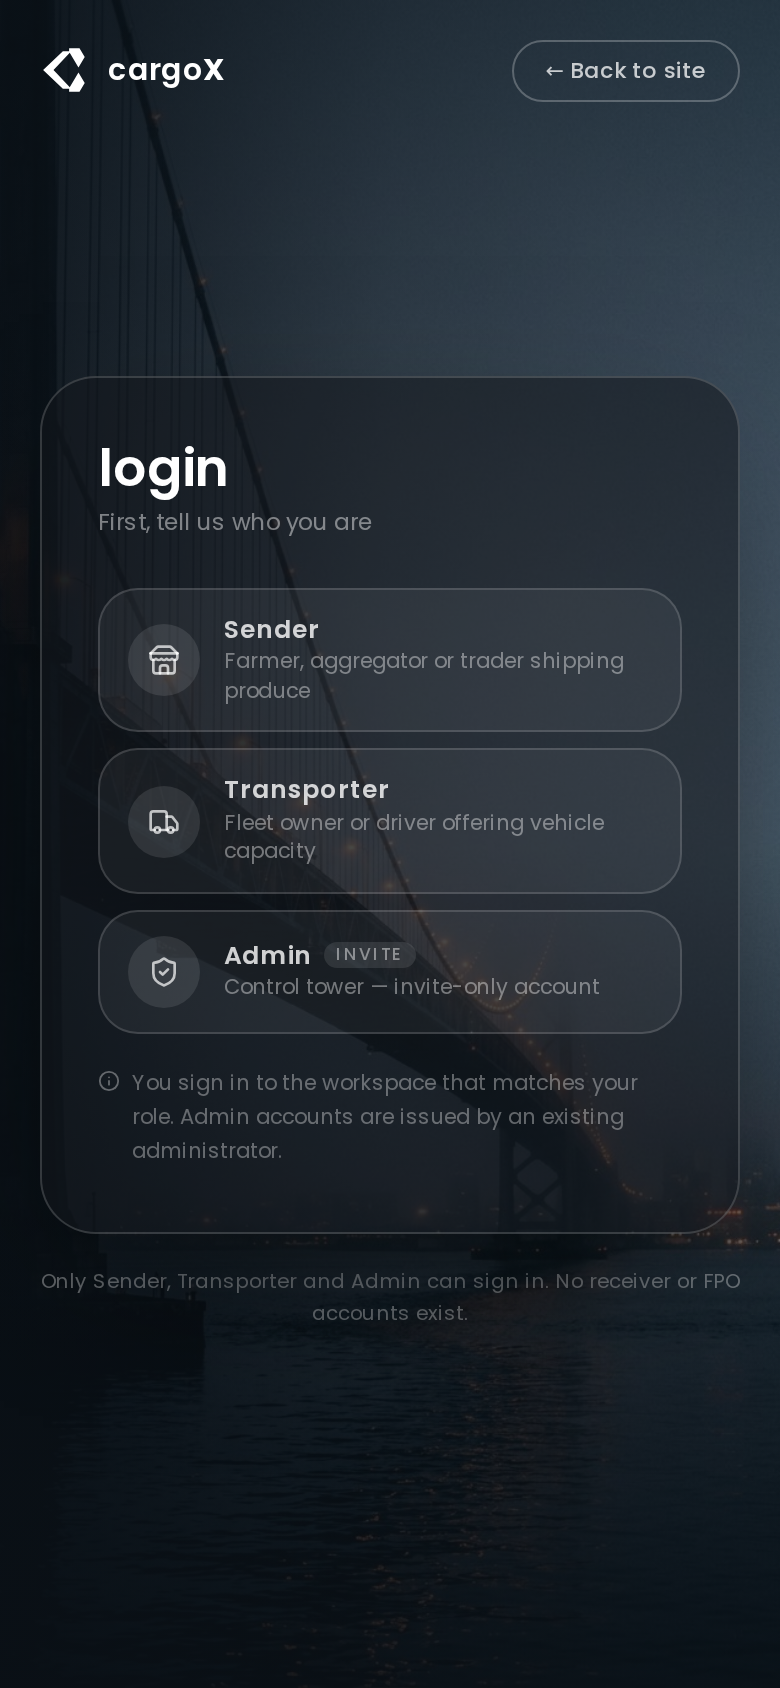 cargoX
← Back to site
login
First, tell us who you are
Sender
Farmer, aggregator or trader shipping
produce
Transporter
Fleet owner or driver offering vehicle
capacity
Admin INVITE
Control tower — invite-only account
You sign in to the workspace that matches your
role. Admin accounts are issued by an existing
administrator.
Only Sender, Transporter and Admin can sign in. No receiver or FPO
accounts exist.